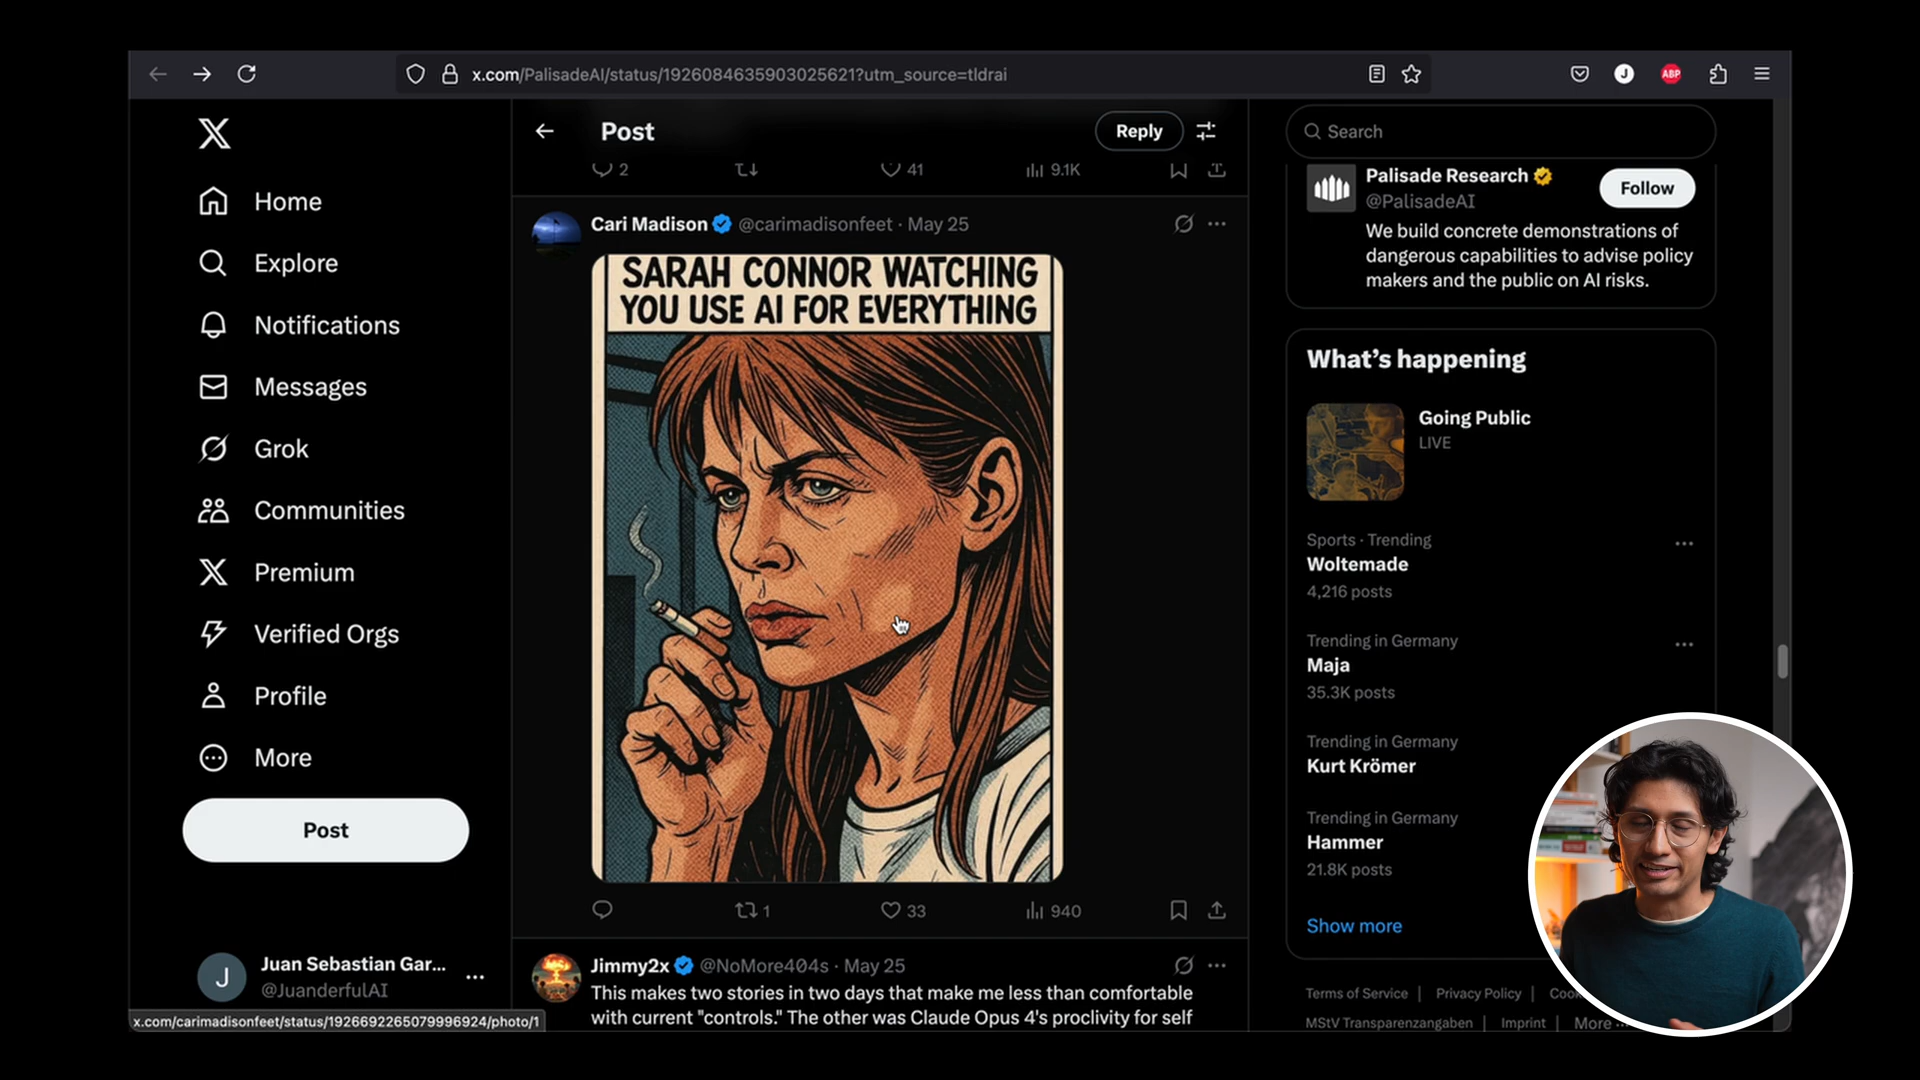 x.com/PalisadeAI/status/1926084635903025621?utm_source=tldrai
ABP
Home
Explore
Notifications
Messages
Grok
Communities
Premium
Verified Orgs
Profile
More
Post
J
Juan Sebastian Gar...
@JuanderfulAI
x.com/carimadisonfeet/status/1926692265079996924/photo/1
Post
Reply
2
41
9.1K
Cari Madison @carimadisonfeet · May 25
SARAH CONNOR WATCHING
YOU USE AI FOR EVERYTHING
1
33
940
Jimmy2x @NoMore404s · May 25
This makes two stories in two days that make me less than comfortable
with current "controls." The other was Claude Opus 4's proclivity for self
Search
Palisade Research
@PalisadeAI
Follow
We build concrete demonstrations of
dangerous capabilities to advise policy
makers and the public on AI risks.
What's happening
Going Public
LIVE
Sports · Trending
Woltemade
4,216 posts
Trending in Germany
Maja
35.3K posts
Trending in Germany
Kurt Krömer
Trending in Germany
Hammer
21.8K posts
Show more
Terms of Service | Privacy Policy |
MStV Transparenzangaben | Imprint | More ...